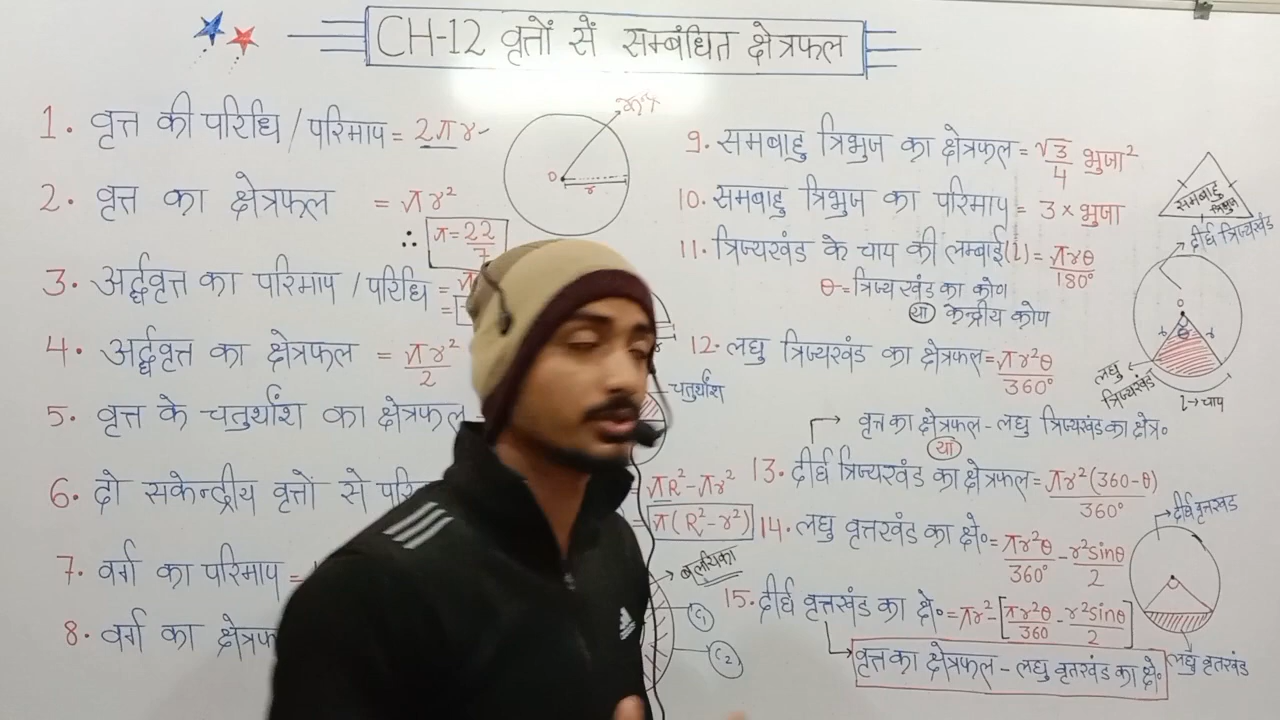 CH-12 वृत्तों सें सम्बंधित क्षेत्रफल
1. वृत्त की परिधि / परिमाप = 2πr
2. वृत्त का क्षेत्रफल = πr²
∴ π = 22/7
3. अर्द्धवृत्त का परिमाप / परिधि =
4. अर्द्धवृत्त का क्षेत्रफल = πr²/2
5. वृत्त के चतुर्थांश का क्षेत्रफल
चतुर्थांश
6. दो सकेन्द्रीय वृत्तों से = πR² - πr²
= π(R² - r²)
7. वर्ग का परिमाप =
8. वर्ग का
वलयिका
C1
C2
O
r
9. समबाहु त्रिभुज का क्षेत्रफल = √3/4 भुजा²
10. समबाहु त्रिभुज का परिमाप = 3 × भुजा
समबाहु त्रिभुज
11. त्रिज्यखंड के चाप की लम्बाई (l) = πrθ/180°
θ = त्रिज्यखंड का कोण
या केन्द्रीय कोण
दीर्घ त्रिज्यखंड
12. लघु त्रिज्यखंड का क्षेत्रफल = πr²θ/360°
लघु त्रिज्यखंड
l → चाप
वृत्त का क्षेत्रफल - लघु त्रिज्यखंड का क्षेत्र०
या
13. दीर्घ त्रिज्यखंड का क्षेत्रफल = πr²(360-θ)/360°
14. लघु वृत्तखंड का क्षे० = πr²θ/360° - r²sinθ/2
दीर्घ वृत्तखंड
15. दीर्घ वृत्तखंड का क्षे० = πr² - [πr²θ/360 - r²sinθ/2]
वृत्त का क्षेत्रफल - लघु वृतखंड का क्षे०
लघु वृतखंड